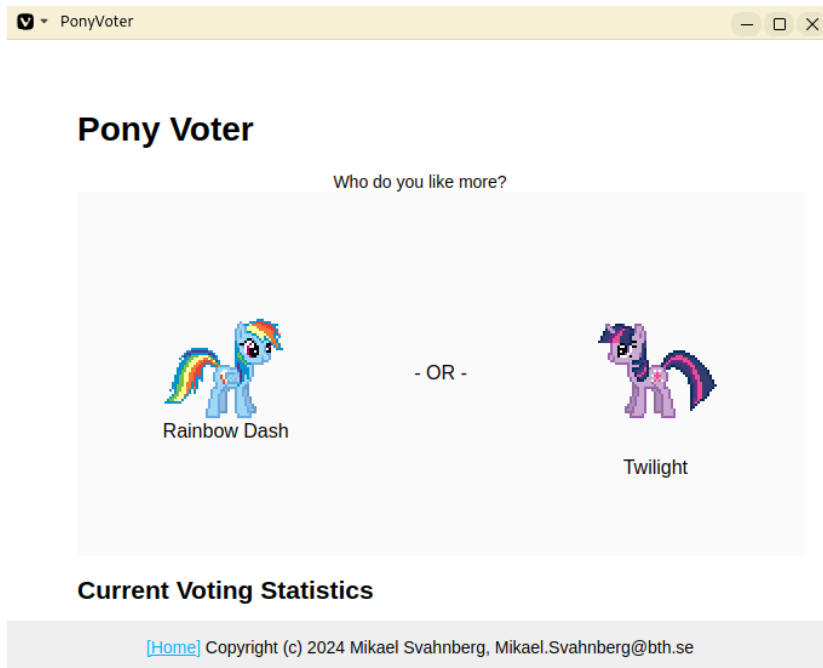 PonyVoter
Pony Voter
Who do you like more?
- OR -
Rainbow Dash
Twilight
Current Voting Statistics
[Home] Copyright (c) 2024 Mikael Svahnberg, Mikael.Svahnberg@bth.se